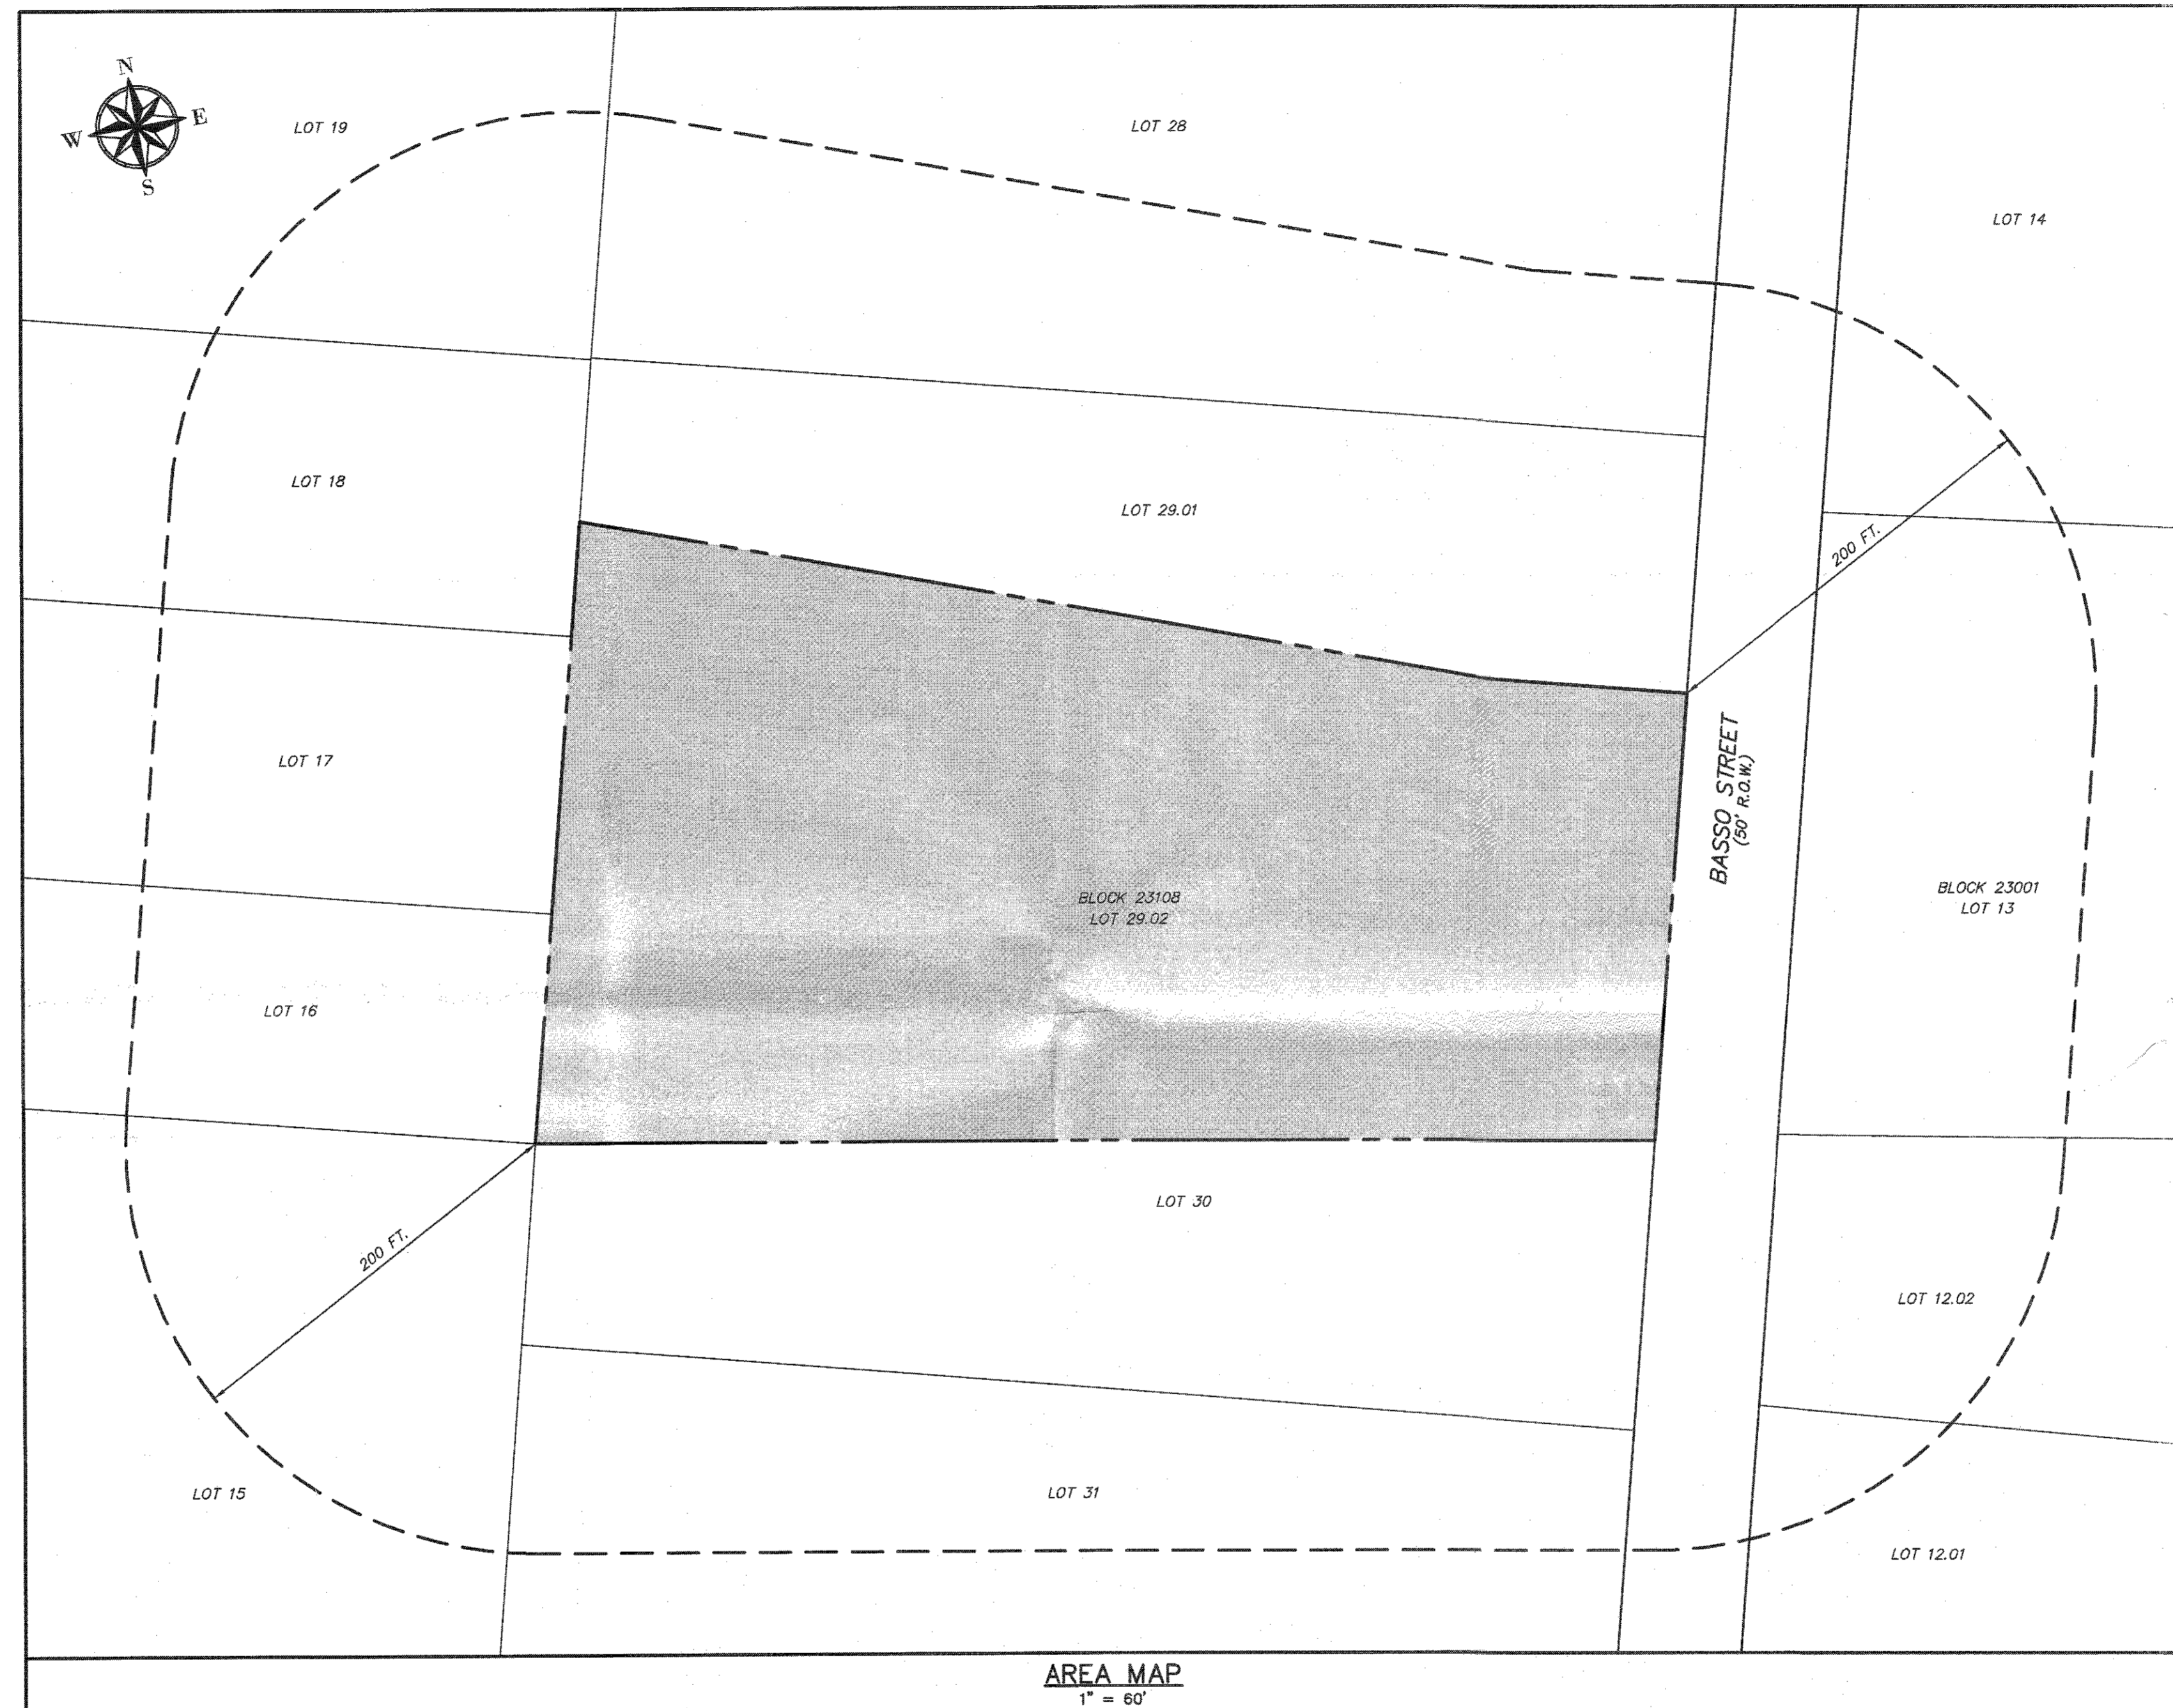 N
W E
S
LOT 19
LOT 28
LOT 14
LOT 18
LOT 29.01
200 FT.
LOT 17
BASSO STREET
(50' R.O.W.)
BLOCK 23108
LOT 29.02
BLOCK 23001
LOT 13
LOT 16
LOT 30
200 FT.
LOT 12.02
LOT 15
LOT 31
LOT 12.01
AREA MAP
1" = 60'